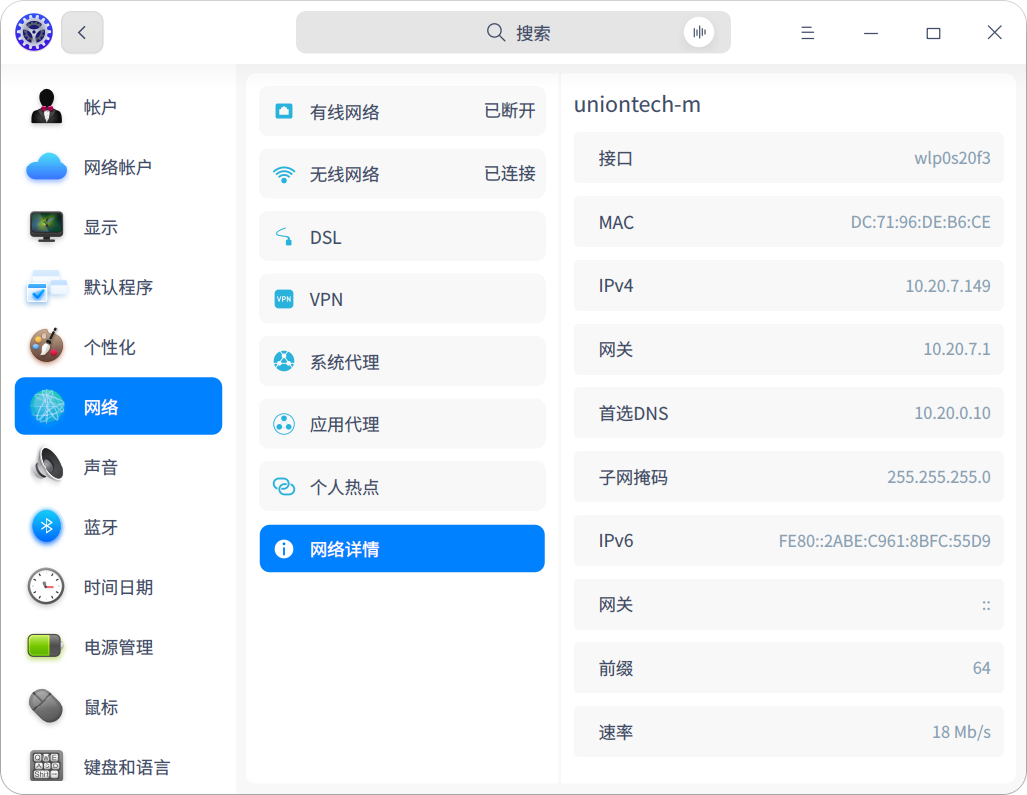 搜索
帐户
网络帐户
显示
默认程序
个性化
网络
声音
蓝牙
时间日期
电源管理
鼠标
键盘和语言
有线网络 已断开
无线网络 已连接
DSL
VPN VPN
系统代理
应用代理
个人热点
网络详情
uniontech-m
接口 wlp0s20f3
MAC DC:71:96:DE:B6:CE
IPv4 10.20.7.149
网关 10.20.7.1
首选DNS 10.20.0.10
子网掩码 255.255.255.0
IPv6 FE80::2ABE:C961:8BFC:55D9
网关 ::
前缀 64
速率 18 Mb/s